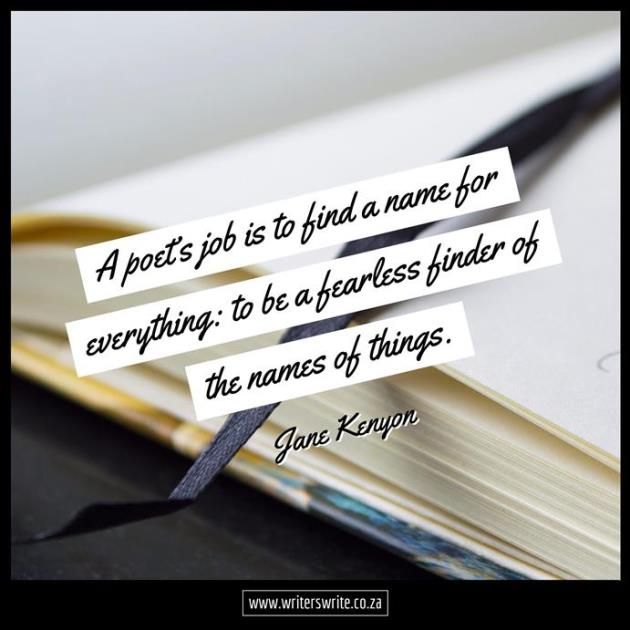 A poet's job is to find a name for
everything: to be a fearless finder of
the names of things.
Jane Kenyon
www.writerswrite.co.za